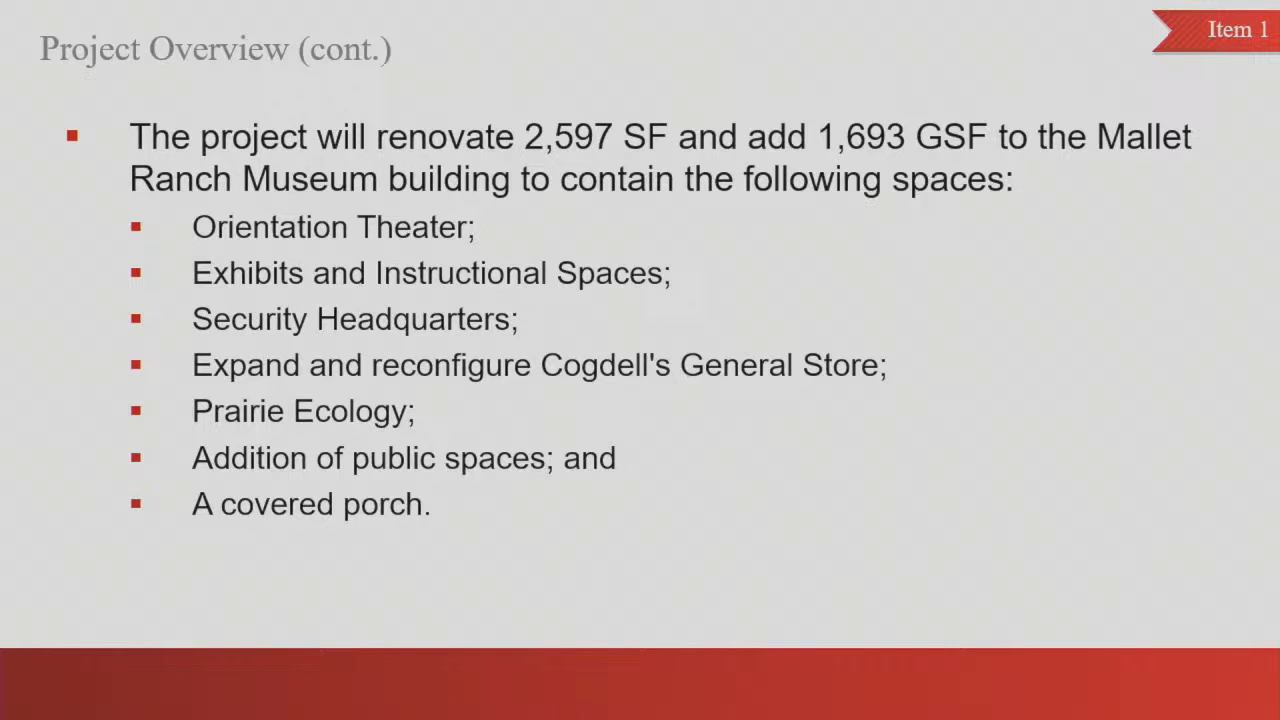 Project Overview (cont.)
Item 1
The project will renovate 2,597 SF and add 1,693 GSF to the Mallet
Ranch Museum building to contain the following spaces:
Orientation Theater;
Exhibits and Instructional Spaces;
Security Headquarters;
Expand and reconfigure Cogdell's General Store;
Prairie Ecology;
Addition of public spaces; and
A covered porch.